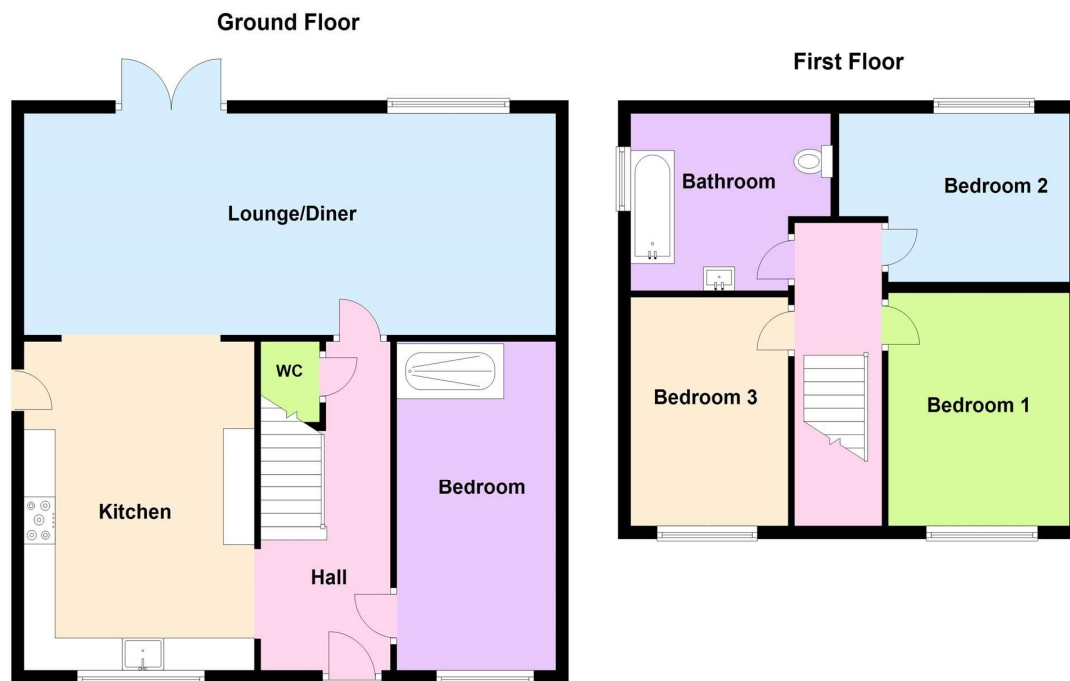 Ground Floor
Lounge/Diner
WC
Kitchen
Bedroom
Hall
First Floor
Bathroom
Bedroom 2
Bedroom 3
Bedroom 1